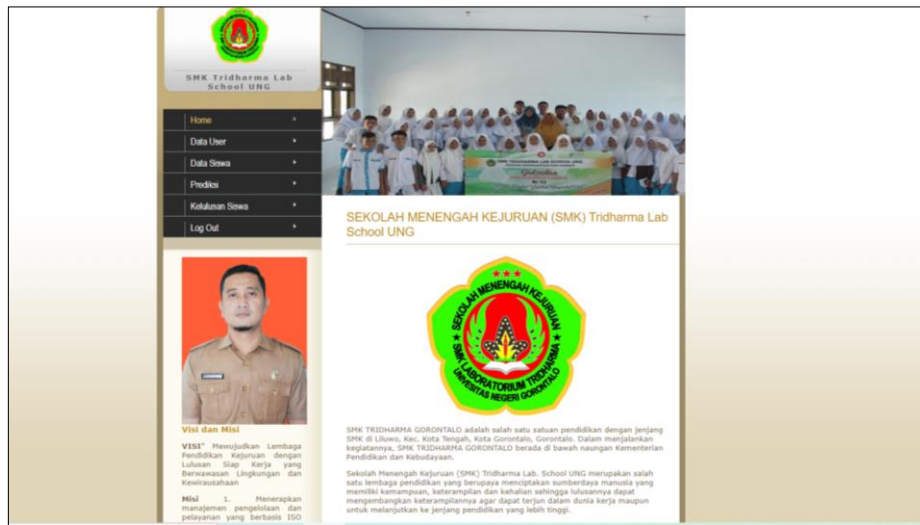 SMK Tridharma Lab
School UNG
Home
Data User
Data Siswa
Prediksi
Kelulusan Siswa
Log Out
SMK TRIDHARMA LAB SCHOOL UNG
SEKOLAH MENENGAH KEJURUAN (SMK) Tridharma Lab
School UNG
SEKOLAH MENENGAH KEJURUAN
SMK LABORATORIUM TRIDHARMA
UNIVERSITAS NEGERI GORONTALO
Visi dan Misi
VISI" Mewujudkan Lembaga
Pendidikan Kejuruan dengan
Lulusan Siap Kerja yang
Berwawasan Lingkungan dan
Kewirausahaan
Misi 1. Menerapkan
manajemen pengelolaan dan
pelayanan yang berbasis ISO
SMK TRIDHARMA GORONTALO adalah salah satu satuan pendidikan dengan jenjang
SMK di Liluwo, Kec. Kota Tengah, Kota Gorontalo, Gorontalo. Dalam menjalankan
kegiatannya, SMK TRIDHARMA GORONTALO berada di bawah naungan Kementerian
Pendidikan dan Kebudayaan.
Sekolah Menengah Kejuruan (SMK) Tridharma Lab. School UNG merupakan salah
satu lembaga pendidikan yang berupaya menciptakan sumberdaya manusia yang
memiliki kemampuan, keterampilan dan kehalian sehingga lulusannya dapat
mengembangkan keterampilannya agar dapat terjun dalam dunia kerja maupun
untuk melanjutkan ke jenjang pendidikan yang lebih tinggi.